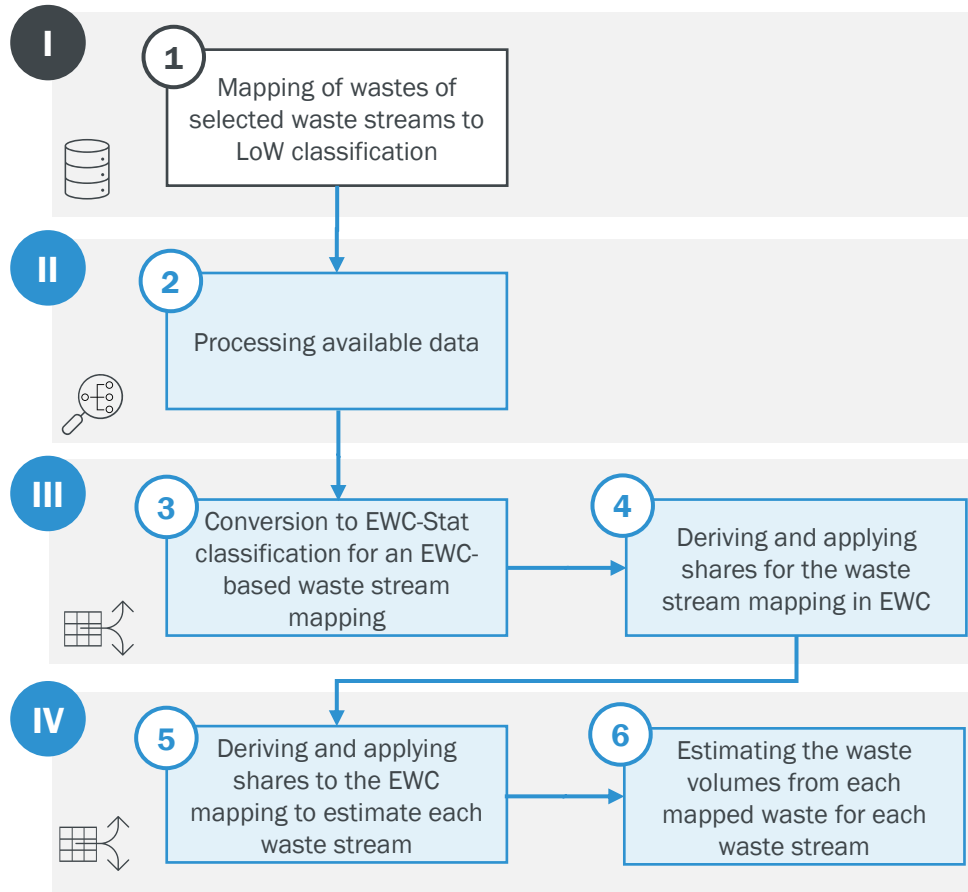 I
1
Mapping of wastes of
selected waste streams to
LoW classification
II
2
Processing available data
III
3
Conversion to EWC-Stat
classification for an EWC-
based waste stream
mapping
4
Deriving and applying
shares for the waste
stream mapping in EWC
IV
5
Deriving and applying
shares to the EWC
mapping to estimate each
waste stream
6
Estimating the waste
volumes from each
mapped waste for each
waste stream